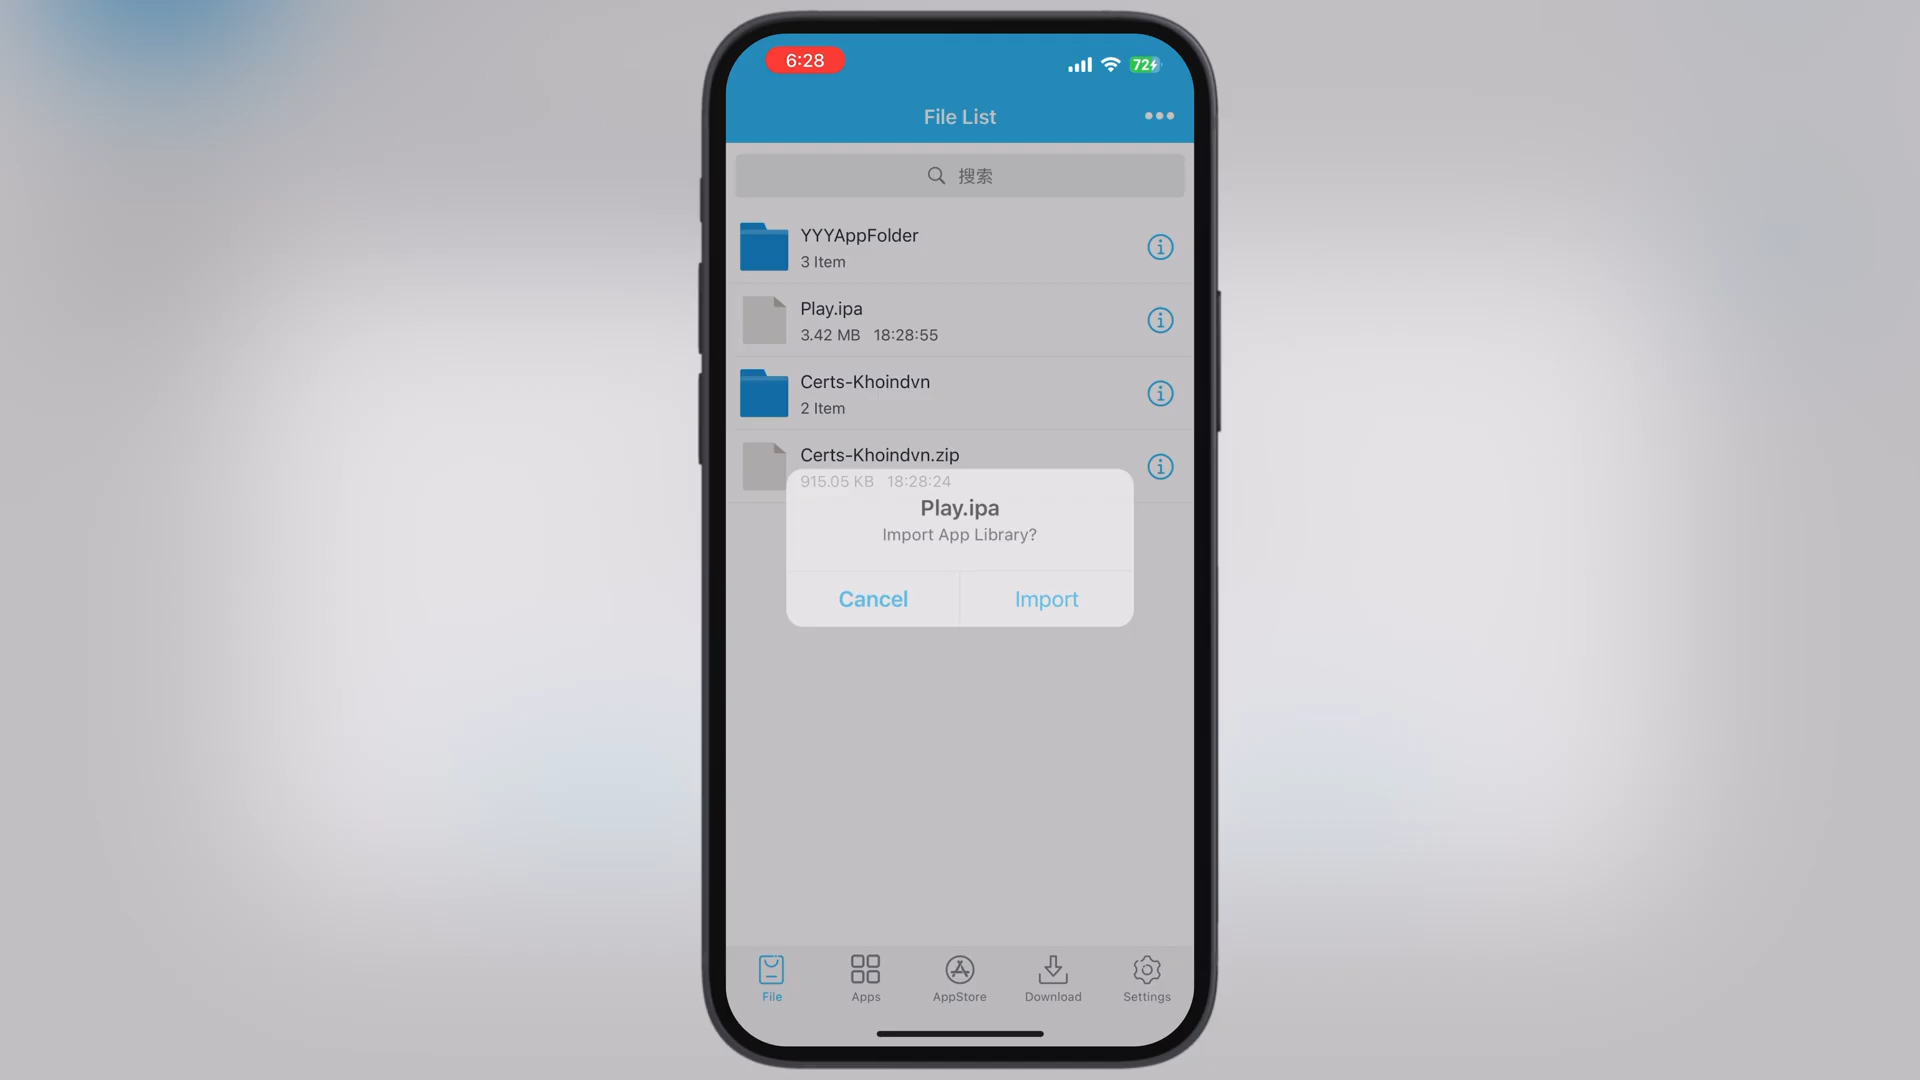 6:28
72
File List
搜索
YYYAppFolder
3 Item
Play.ipa
3.42 MB 18:28:55
Certs-Khoindvn
2 Item
Certs-Khoindvn.zip
915.05 KB 18:28:24
Play.ipa
Import App Library?
Cancel Import
File Apps AppStore Download Settings